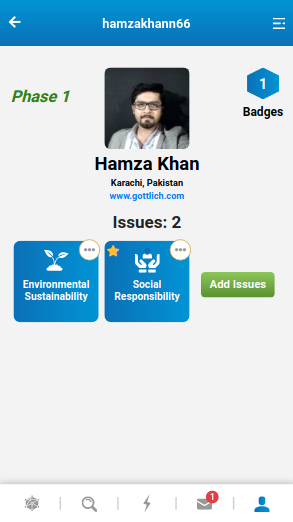 hamzakhann66
Phase 1
1
Badges
Hamza Khan
Karachi, Pakistan
www.gottlich.com
Issues: 2
Environmental
Sustainability
Social
Responsibility
Add Issues
1